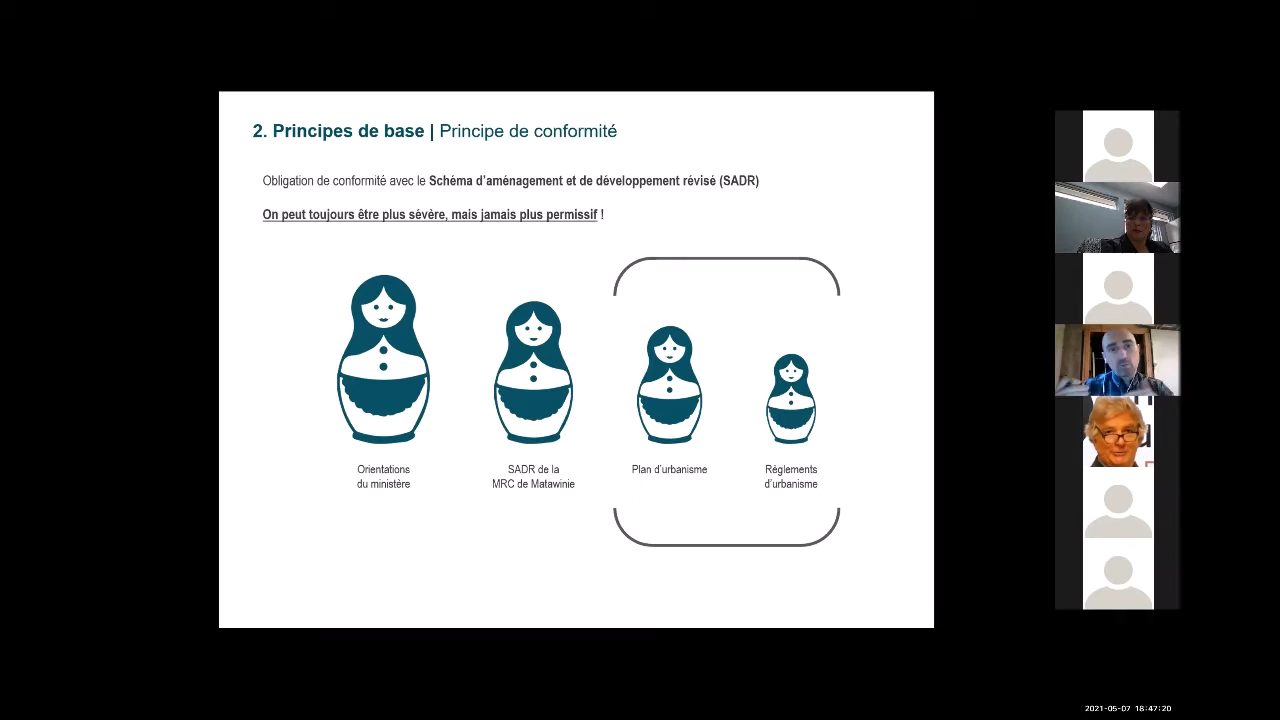 2. Principes de base | Principe de conformité
Obligation de conformité avec le Schéma d'aménagement et de développement révisé (SADR)
On peut toujours être plus sévère, mais jamais plus permissif !
Orientations
du ministère
SADR de la
MRC de Matawinie
Plan d'urbanisme
Règlements
d'urbanisme
2021-05-07 18:47:20